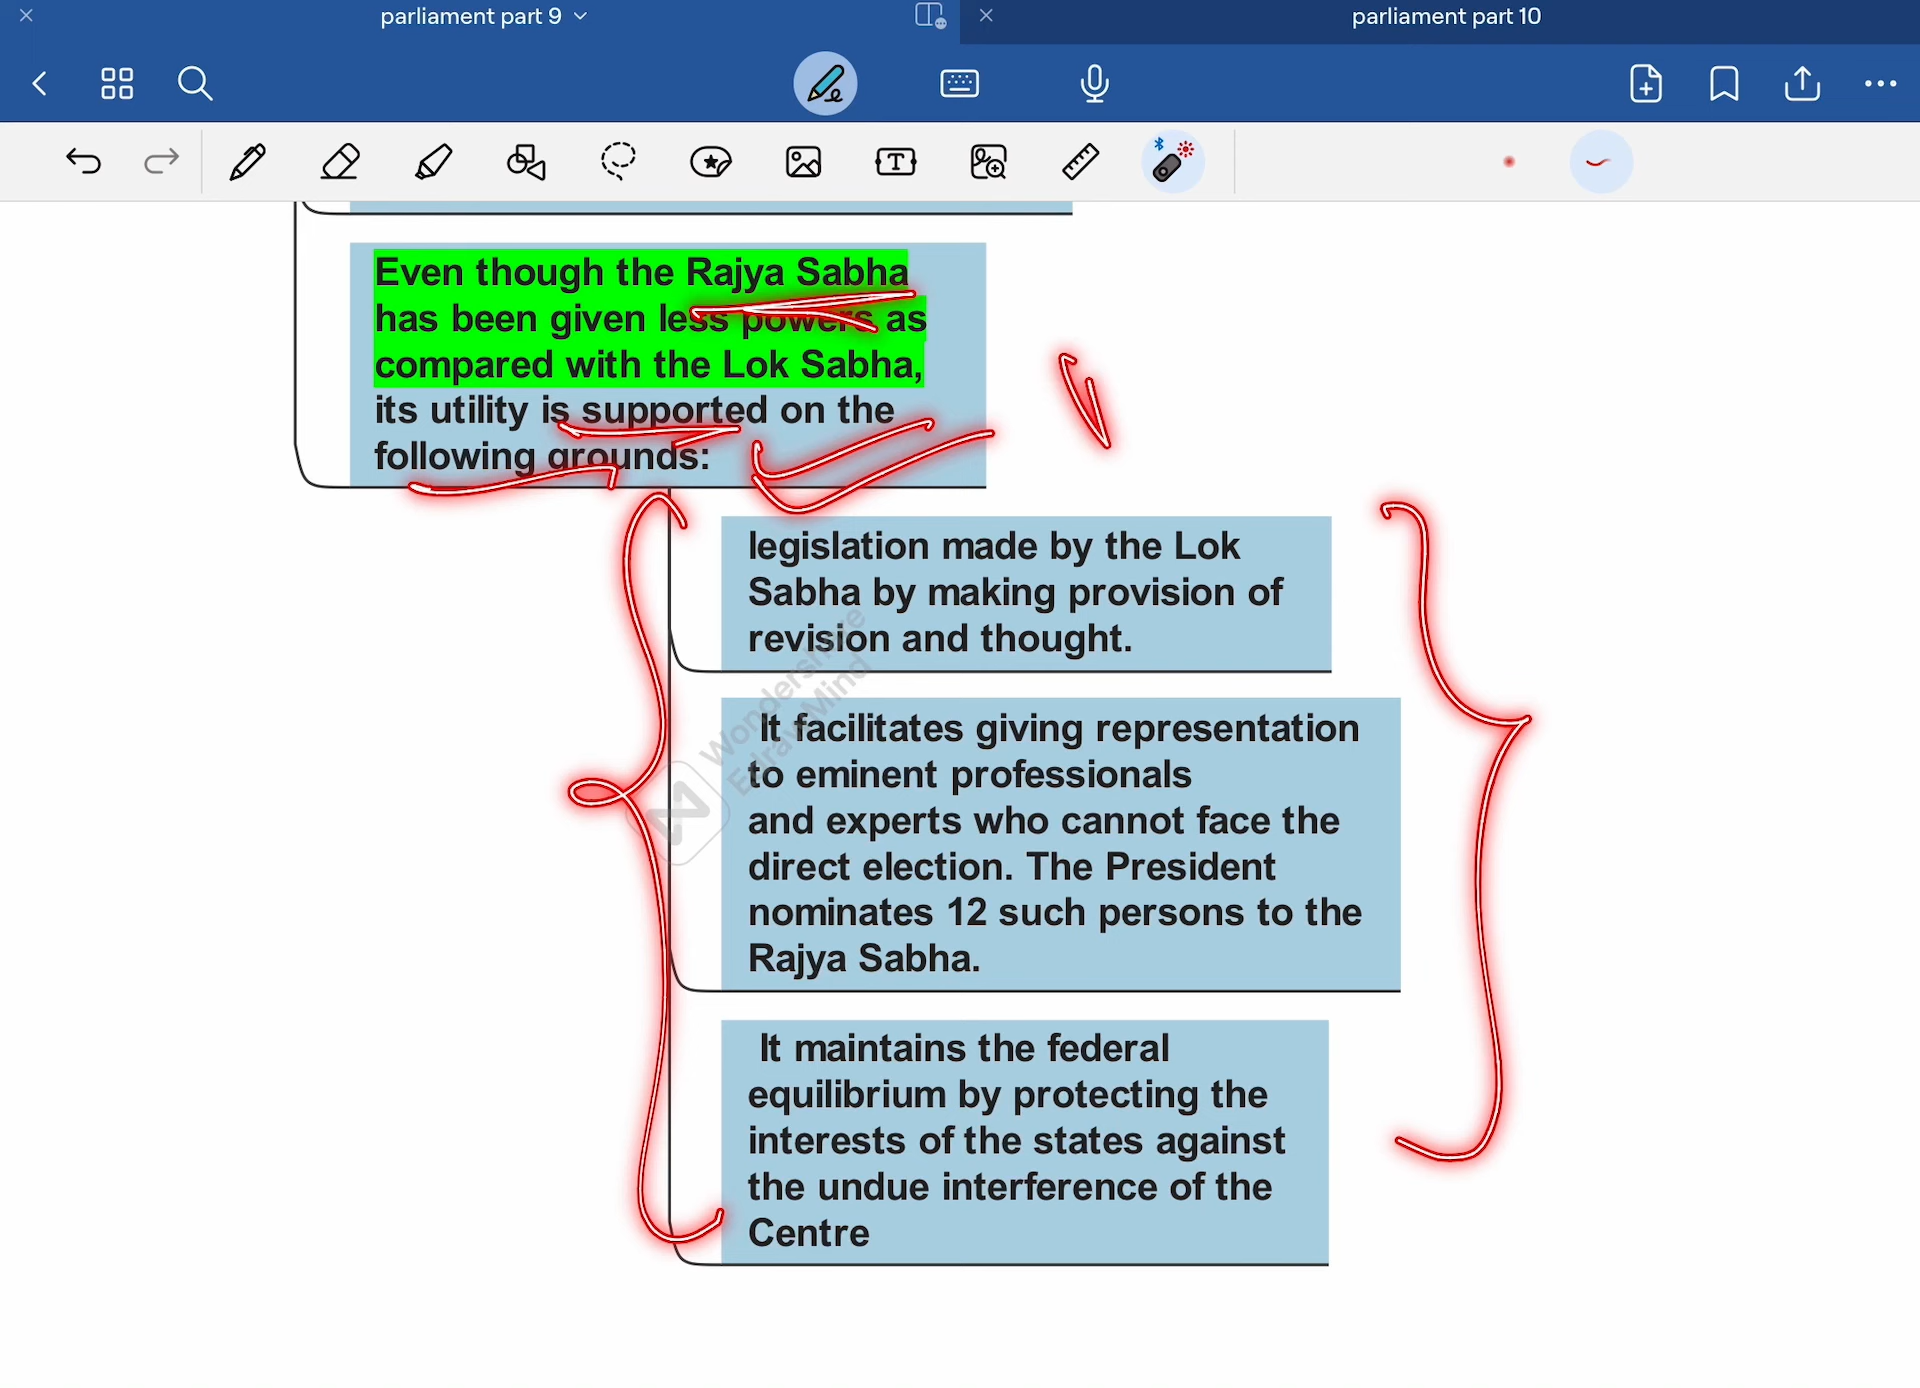 parliament part 9
parliament part 10
Even though the Rajya Sabha
has been given less powers as
compared with the Lok Sabha,
its utility is supported on the
following grounds:
legislation made by the Lok
Sabha by making provision of
revision and thought.
It facilitates giving representation
to eminent professionals
and experts who cannot face the
direct election. The President
nominates 12 such persons to the
Rajya Sabha.
It maintains the federal
equilibrium by protecting the
interests of the states against
the undue interference of the
Centre
Wondershare
EdrawMind